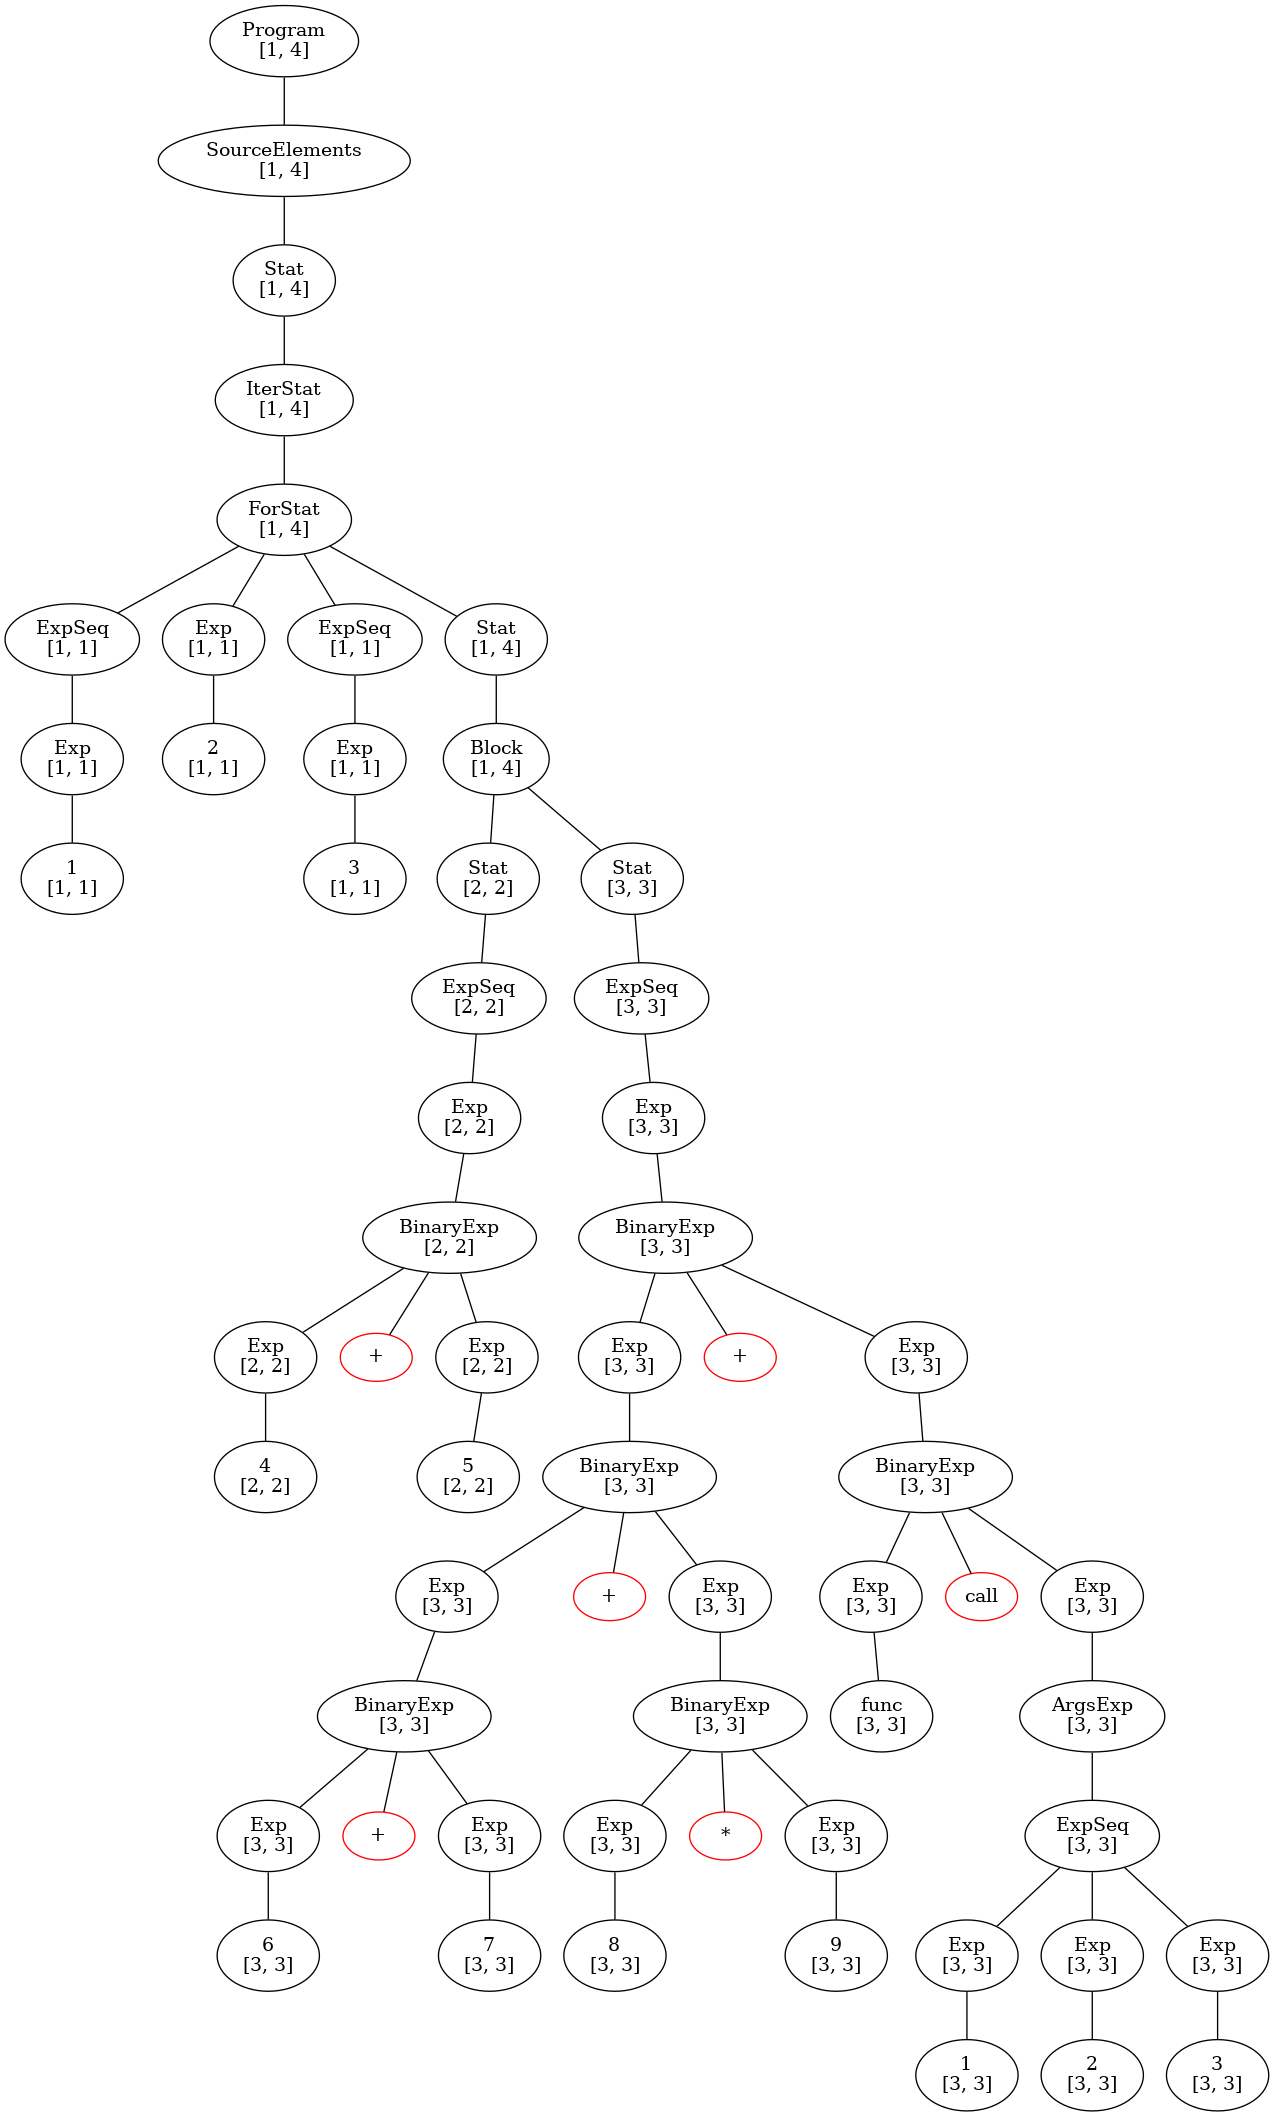 Program
[1, 4]
SourceElements
[1, 4]
Stat
[1, 4]
IterStat
[1, 4]
ForStat
[1, 4]
ExpSeq
[1, 1]
Exp
[1, 1]
ExpSeq
[1, 1]
Stat
[1, 4]
Exp
[1, 1]
2
[1, 1]
Exp
[1, 1]
Block
[1, 4]
1
[1, 1]
3
[1, 1]
Stat
[2, 2]
Stat
[3, 3]
ExpSeq
[2, 2]
ExpSeq
[3, 3]
Exp
[2, 2]
Exp
[3, 3]
BinaryExp
[2, 2]
BinaryExp
[3, 3]
Exp
[2, 2]
+
Exp
[2, 2]
Exp
[3, 3]
+
Exp
[3, 3]
4
[2, 2]
5
[2, 2]
BinaryExp
[3, 3]
BinaryExp
[3, 3]
Exp
[3, 3]
+
Exp
[3, 3]
Exp
[3, 3]
call
Exp
[3, 3]
BinaryExp
[3, 3]
BinaryExp
[3, 3]
func
[3, 3]
ArgsExp
[3, 3]
Exp
[3, 3]
+
Exp
[3, 3]
Exp
[3, 3]
*
Exp
[3, 3]
ExpSeq
[3, 3]
6
[3, 3]
7
[3, 3]
8
[3, 3]
9
[3, 3]
Exp
[3, 3]
Exp
[3, 3]
Exp
[3, 3]
1
[3, 3]
2
[3, 3]
3
[3, 3]